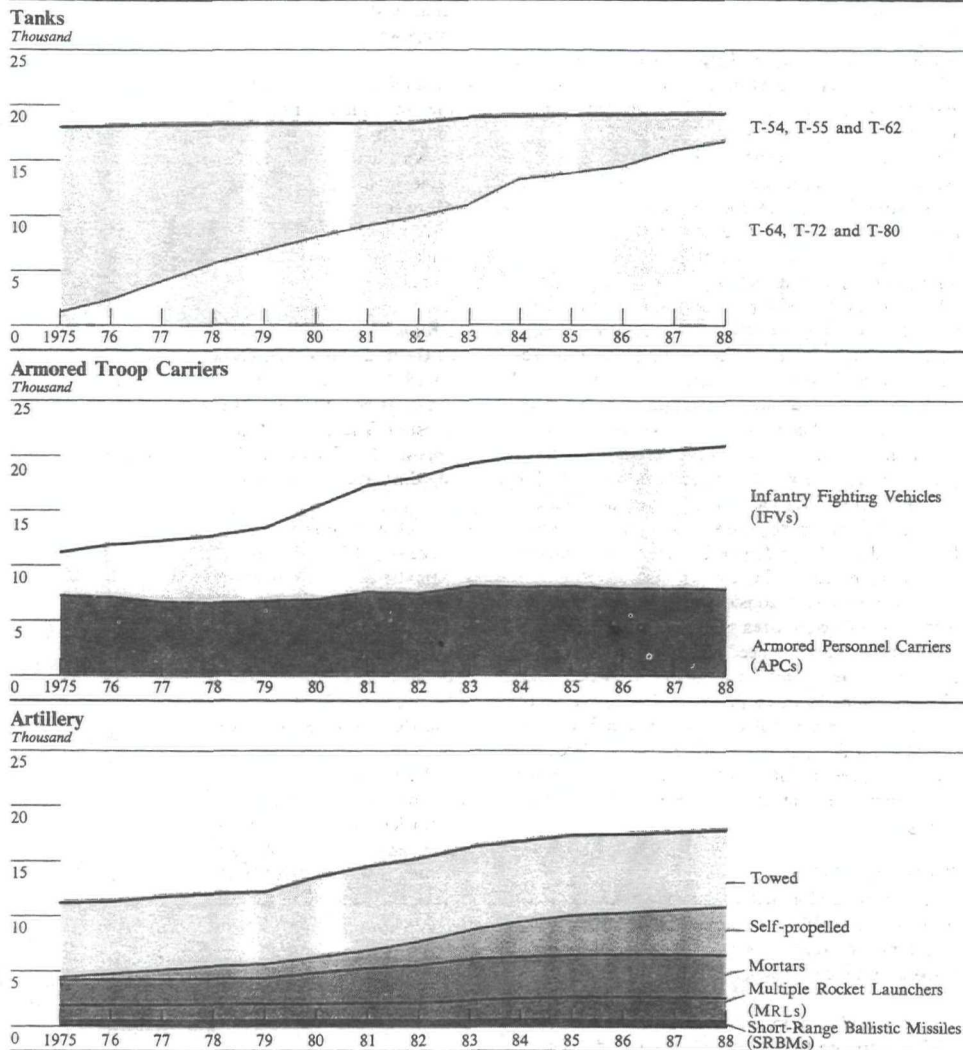 Tanks
Thousand
25
20
15
10
5
0 1975 76 77 78 79 80 81 82 83 84 85 86 87 88
T-54, T-55 and T-62
T-64, T-72 and T-80
Armored Troop Carriers
Thousand
25
20
15
10
5
0 1975 76 77 78 79 80 81 82 83 84 85 86 87 88
Infantry Fighting Vehicles
(IFVs)
Armored Personnel Carriers
(APCs)
Artillery
Thousand
25
20
15
10
5
0 1975 76 77 78 79 80 81 82 83 84 85 86 87 88
Towed
Self-propelled
Mortars
Multiple Rocket Launchers
(MRLs)
Short-Range Ballistic Missiles
(SRBMs)